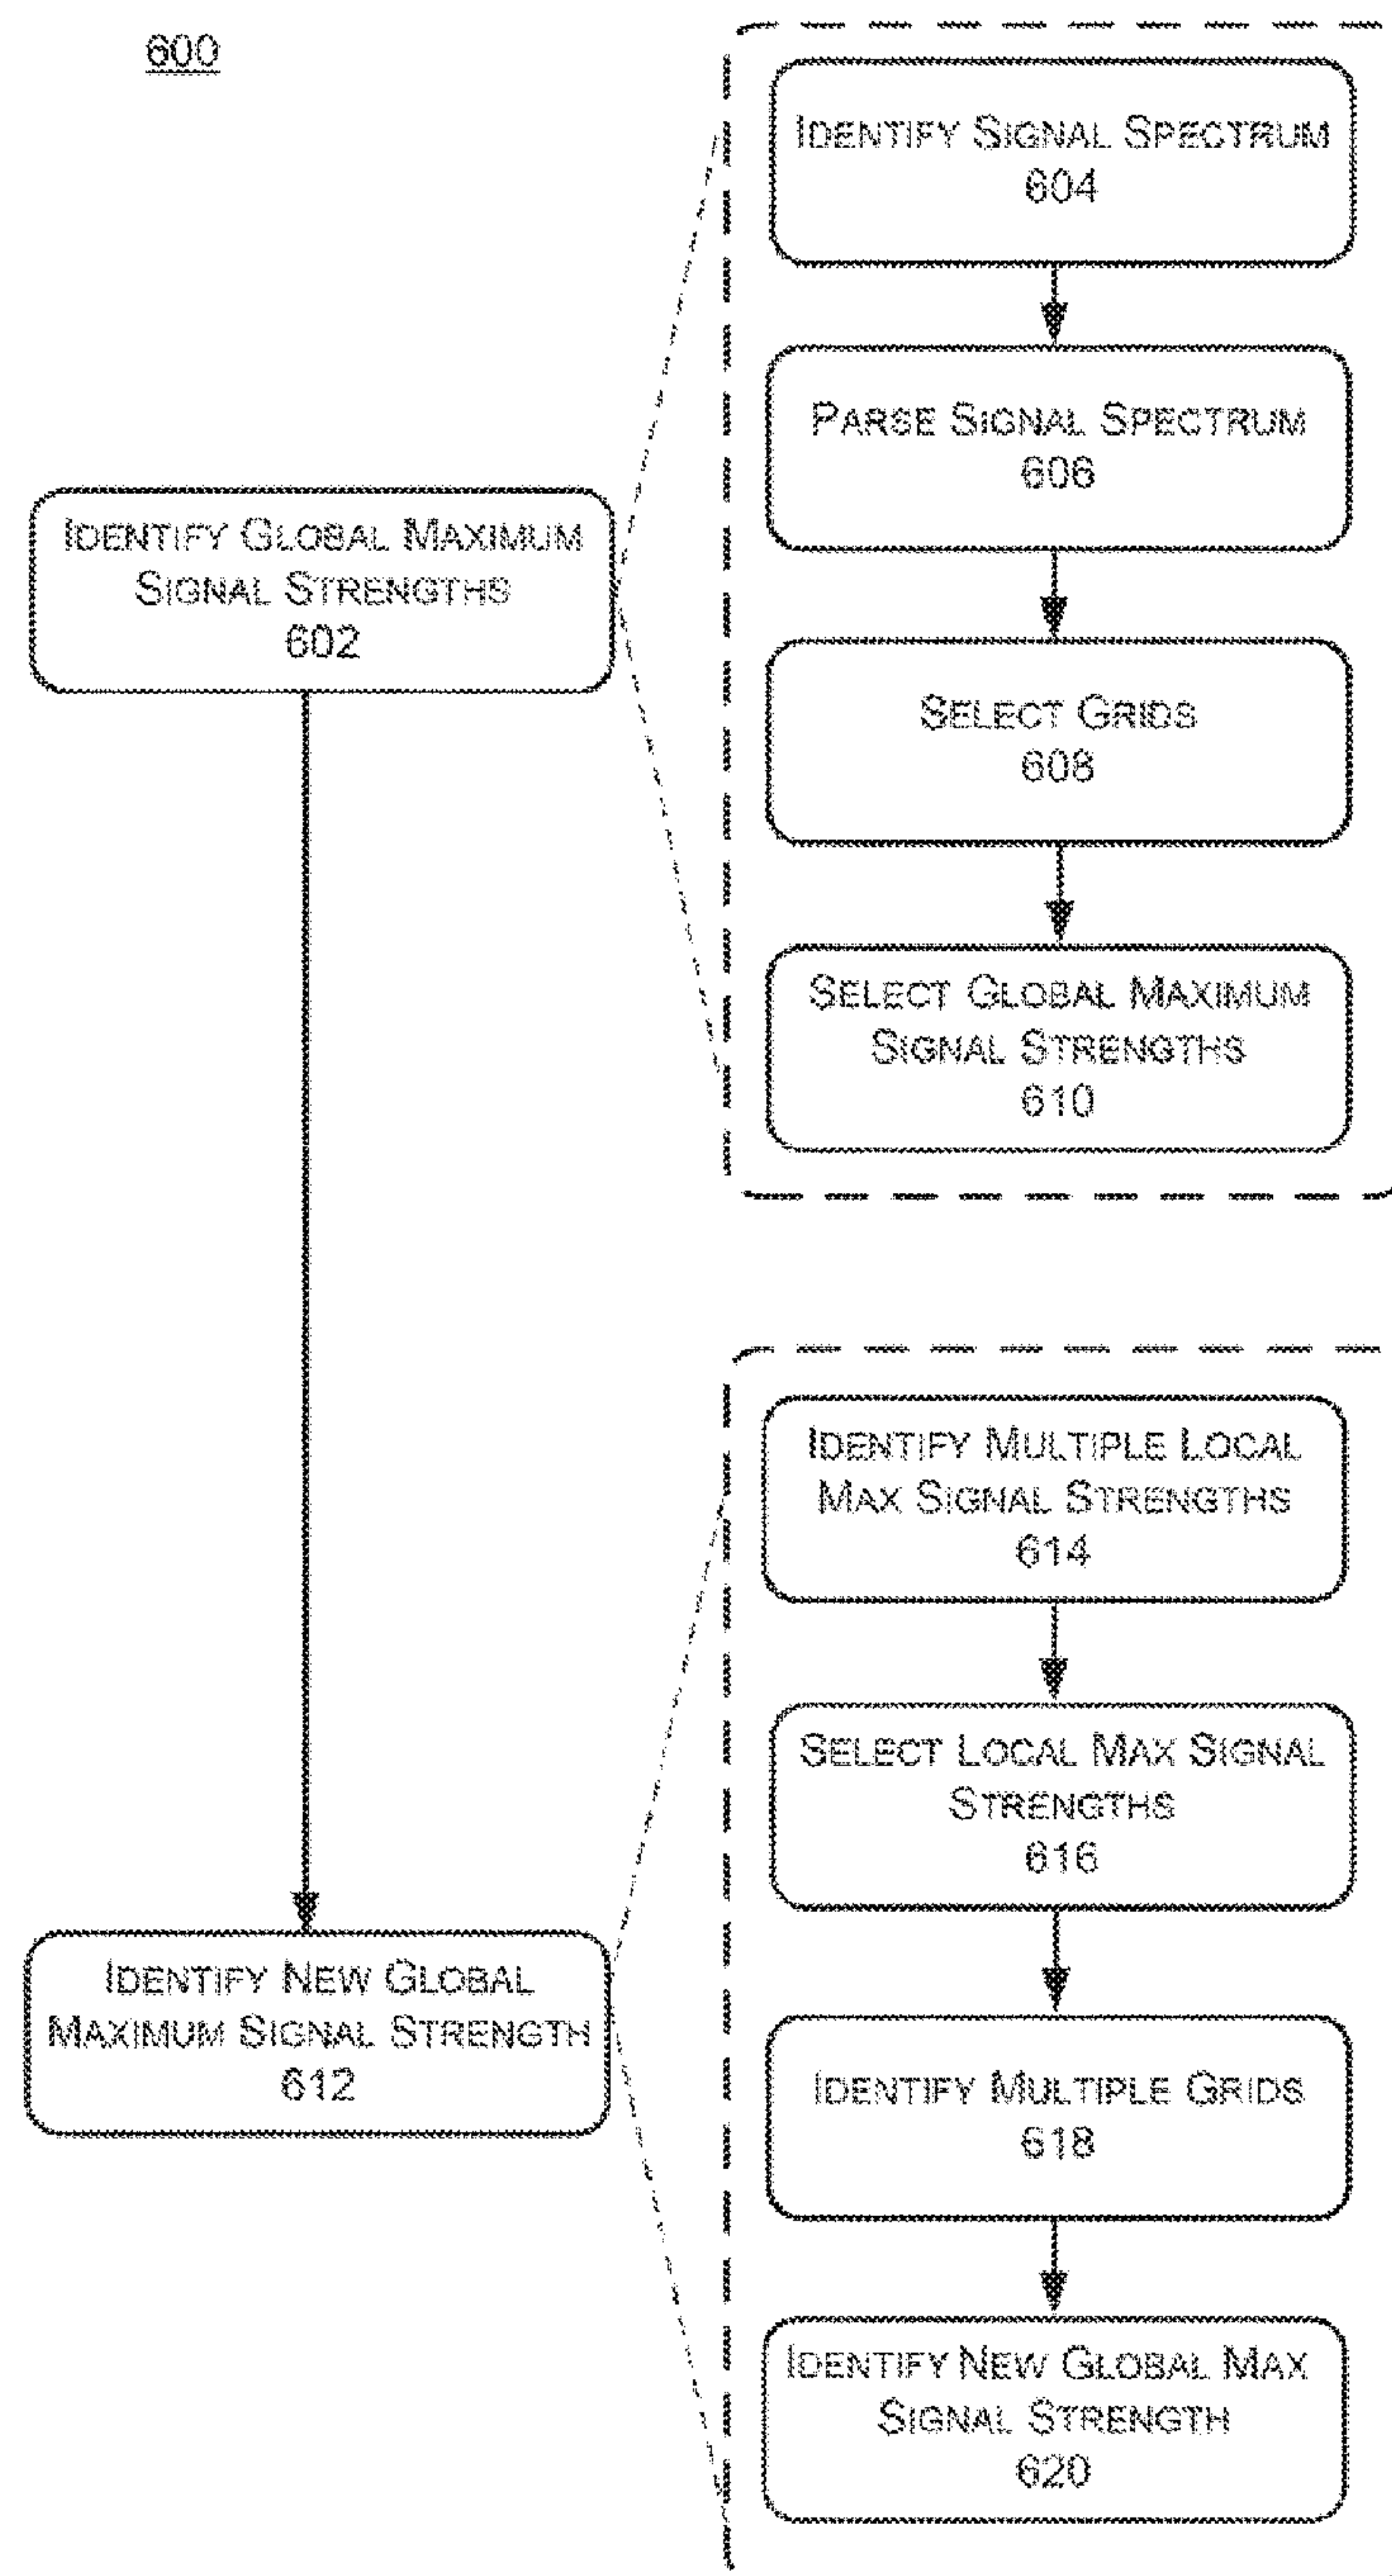 600
IDENTIFY SIGNAL SPECTRUM
604
PARSE SIGNAL SPECTRUM
606
IDENTIFY GLOBAL MAXIMUM
SIGNAL STRENGTHS
602
SELECT GRIDS
608
SELECT GLOBAL MAXIMUM
SIGNAL STRENGTHS
610
IDENTIFY MULTIPLE LOCAL
MAX SIGNAL STRENGTHS
614
SELECT LOCAL MAX SIGNAL
STRENGTHS
616
IDENTIFY NEW GLOBAL
MAXIMUM SIGNAL STRENGTH
612
IDENTIFY MULTIPLE GRIDS
618
IDENTIFY NEW GLOBAL MAX
SIGNAL STRENGTH
620